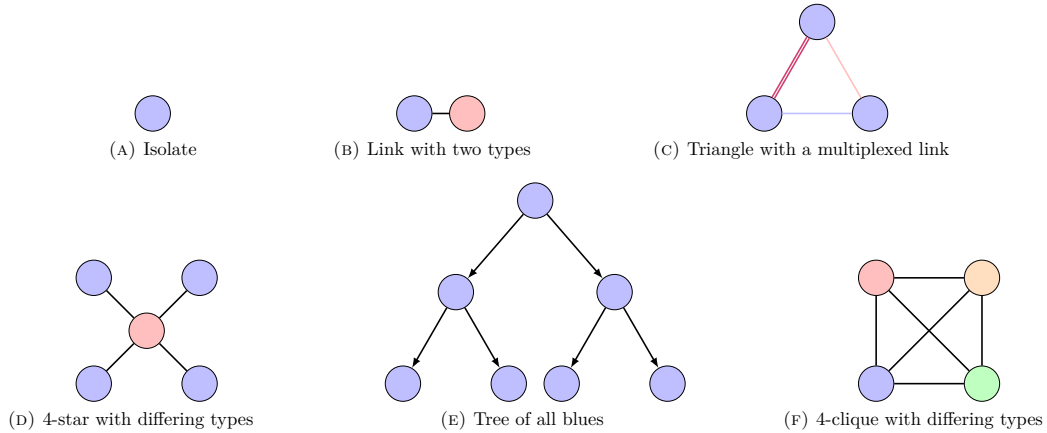 (A) Isolate
(B) Link with two types
(C) Triangle with a multiplexed link
(D) 4-star with differing types
(E) Tree of all blues
(F) 4-clique with differing types